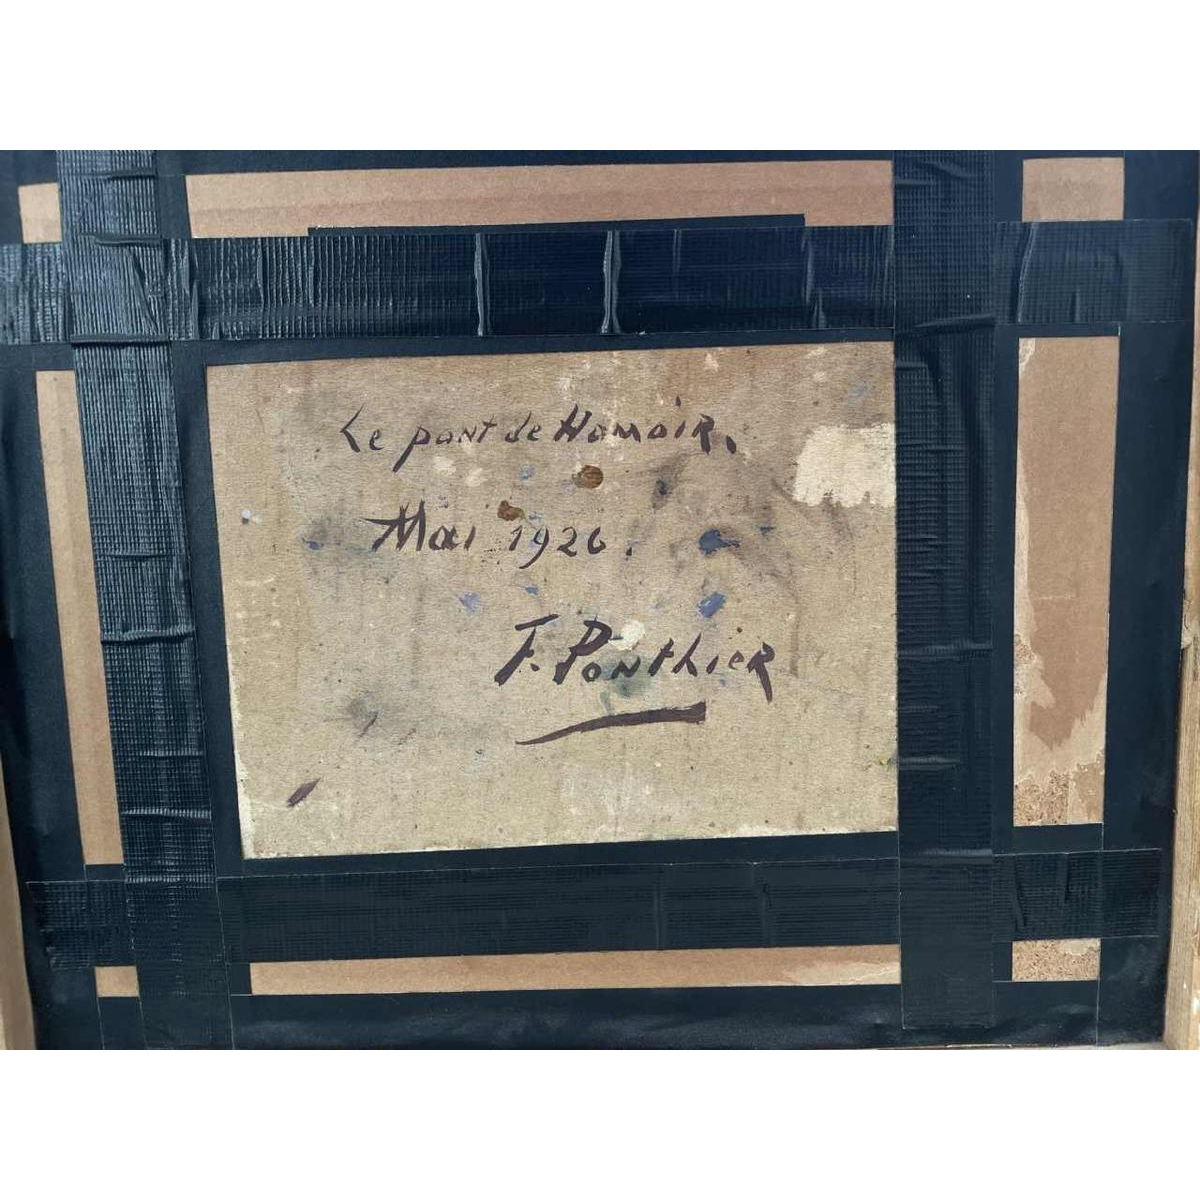 Le pont de Hamoir.
Mai 1926.
F. Ponthier